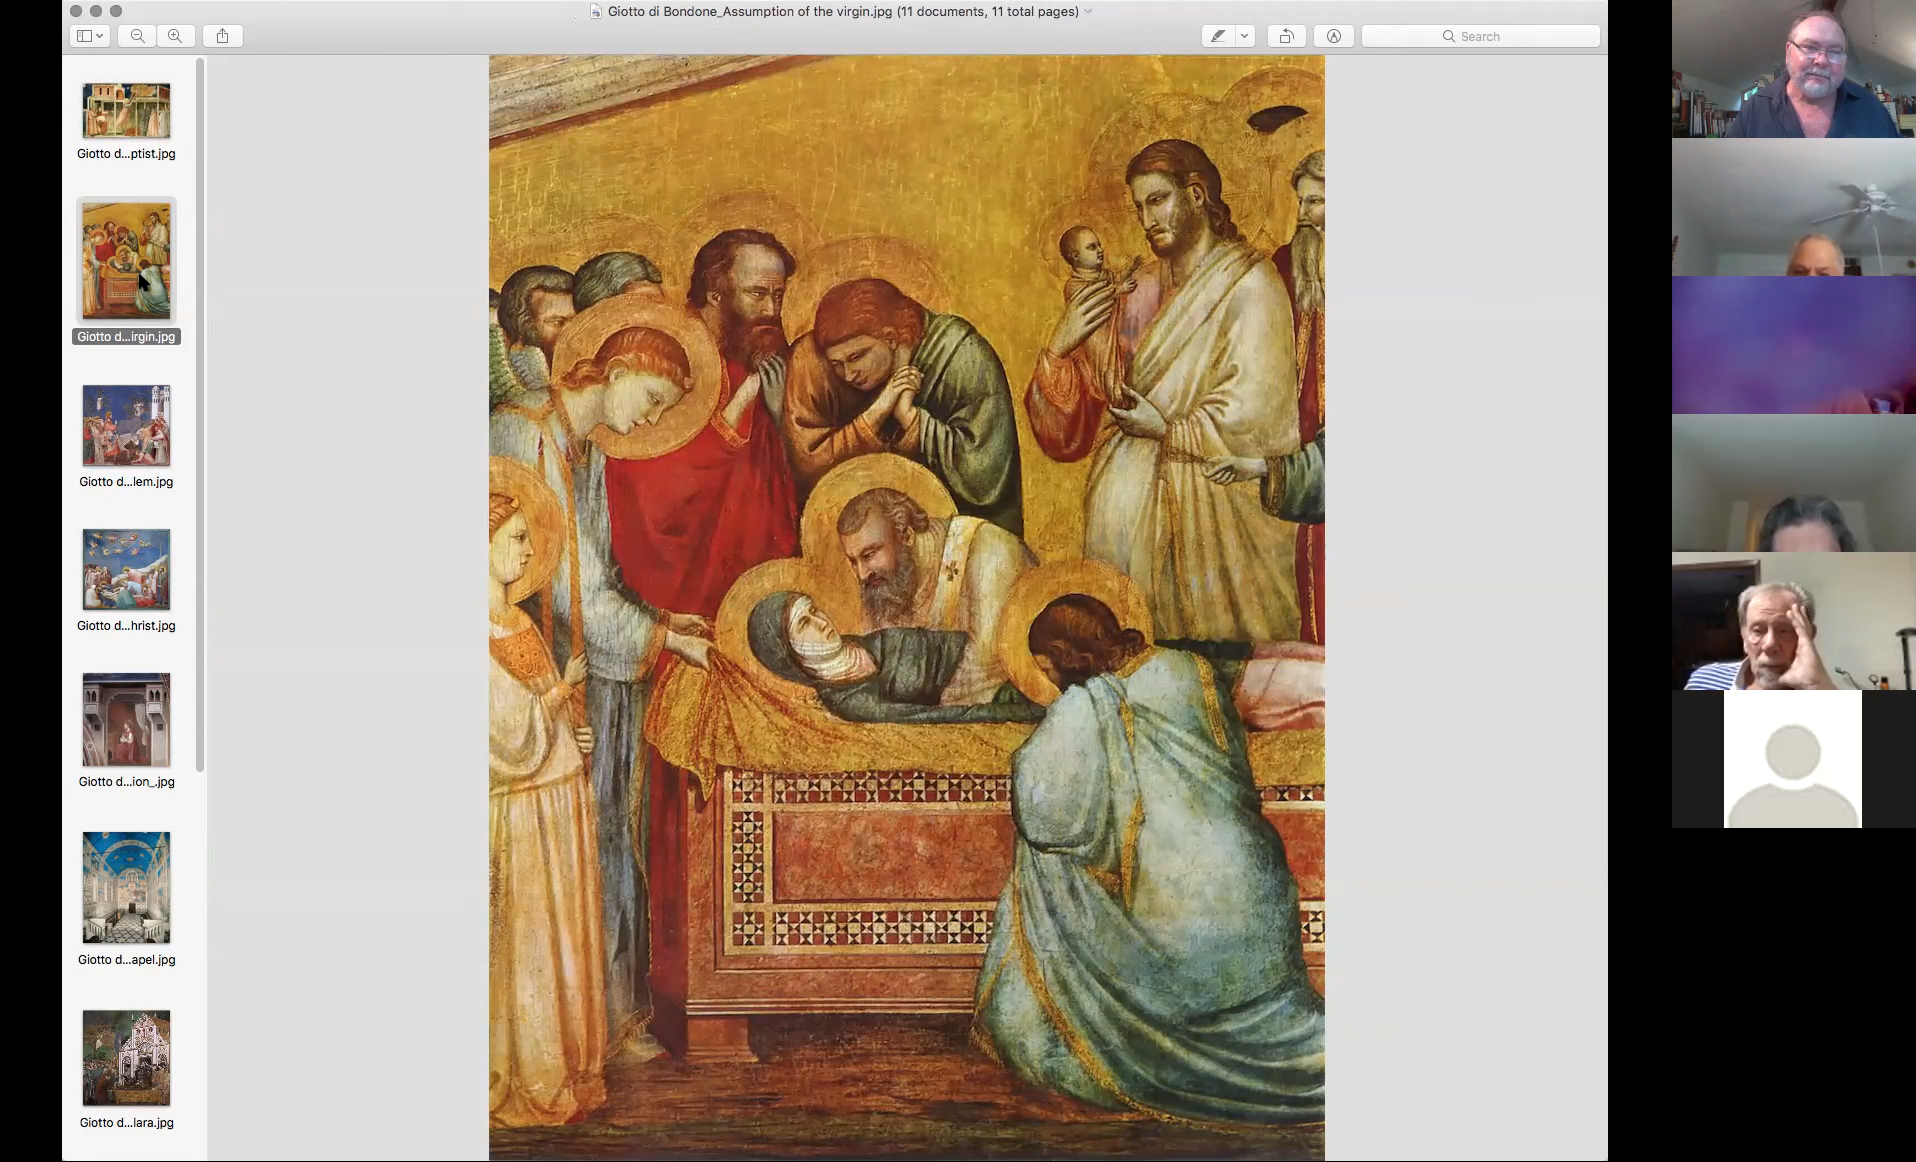 Giotto di Bondone_Assumption of the virgin.jpg (11 documents, 11 total pages)
Search
Giotto d...ptist.jpg
Giotto d...irgin.jpg
Giotto d...lem.jpg
Giotto d...hrist.jpg
Giotto d...ion_.jpg
Giotto d...apel.jpg
Giotto d...lara.jpg